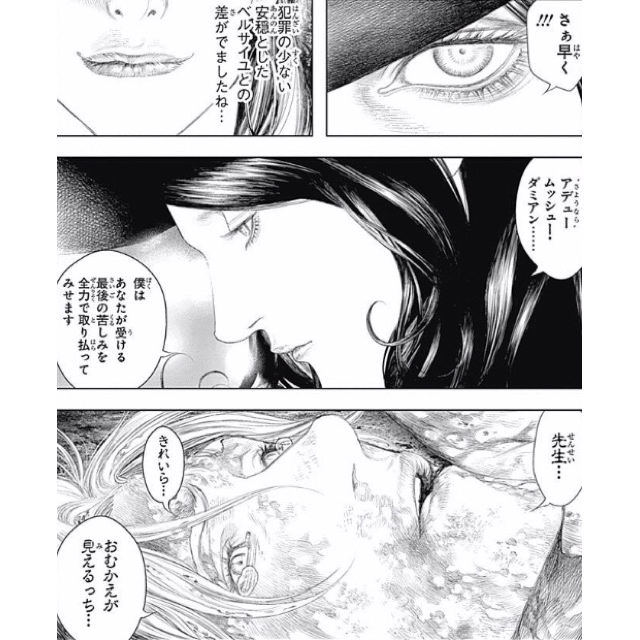 さぁ早く
!!!
犯罪の少ない
安穏とした
ベルサイユとの
差がでましたね…
アデュー
ムッシュー・
ダミアン……
僕は
あなたが受ける
最後の苦しみを
全力で取り払って
みせます
先生…
きれいら…
おむかえが
見えるっち…